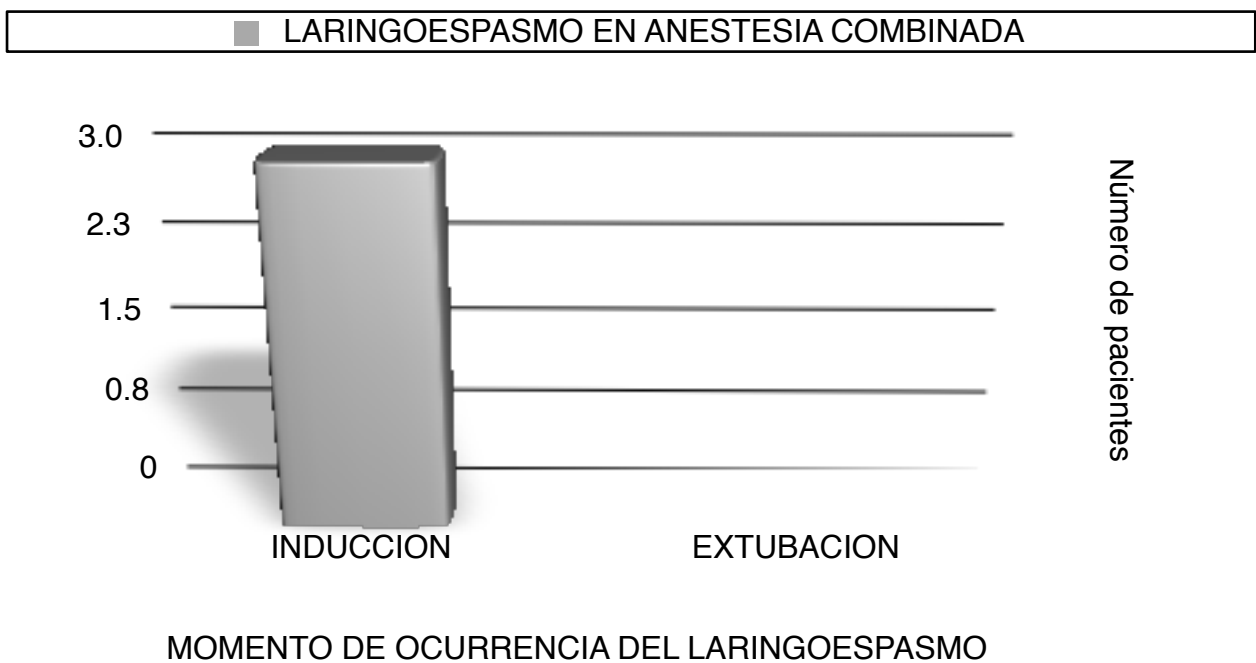 LARINGOESPASMO EN ANESTESIA COMBINADA
3.0
2.3
1.5
0.8
0
Número de pacientes
INDUCCION EXTUBACION
MOMENTO DE OCURRENCIA DEL LARINGOESPASMO